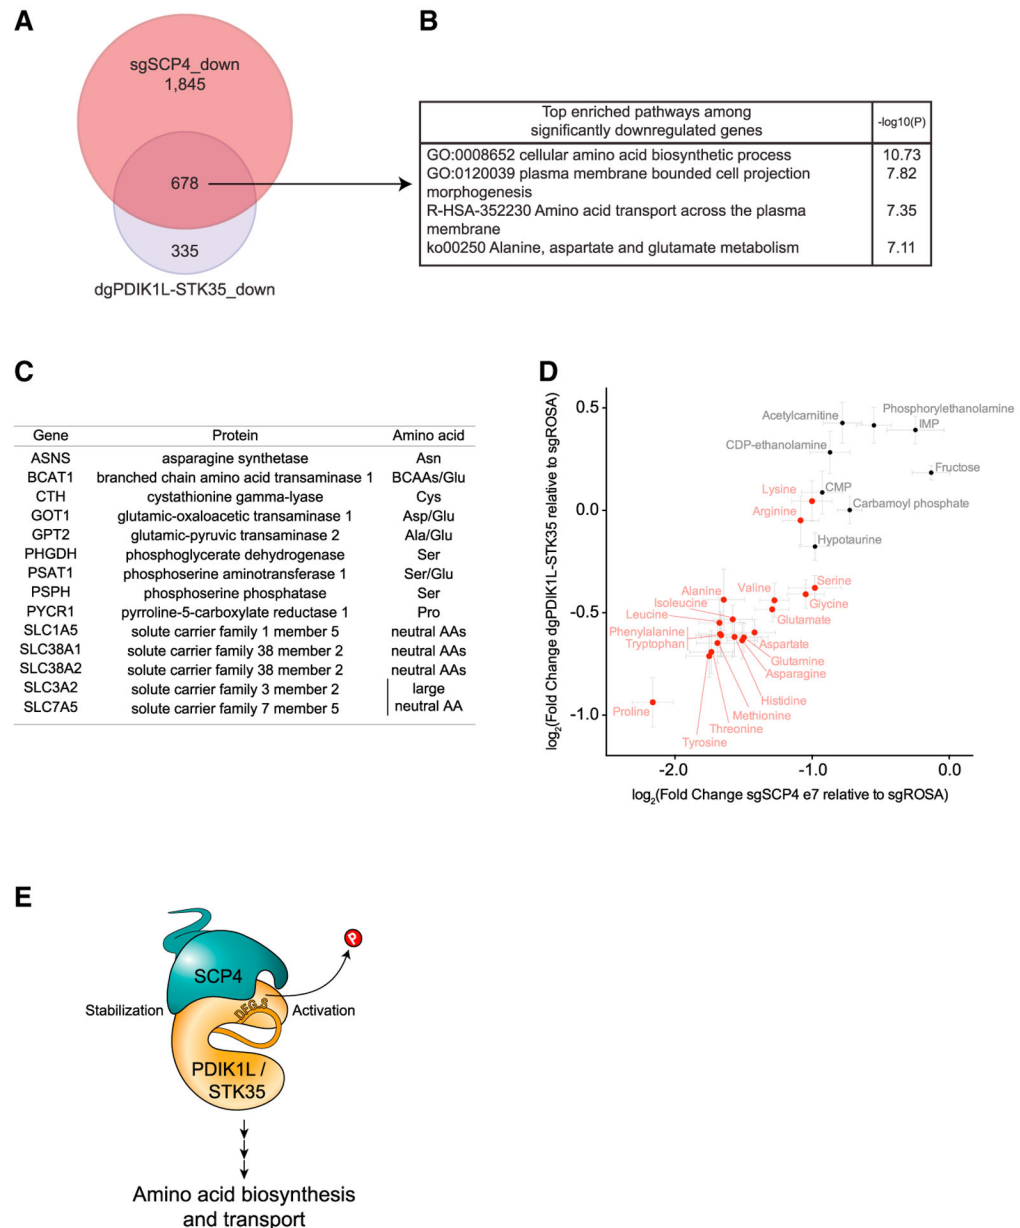 A
sgSCP4_down
1,845
678
335
dgPDIK1L-STK35_down
B
Top enriched pathways among
significantly downregulated genes
-log10(P)
GO:0008652 cellular amino acid biosynthetic process 10.73
GO:0120039 plasma membrane bounded cell projection 7.82
morphogenesis
R-HSA-352230 Amino acid transport across the plasma 7.35
membrane
ko00250 Alanine, aspartate and glutamate metabolism 7.11
C
Gene Protein Amino acid
ASNS asparagine synthetase Asn
BCAT1 branched chain amino acid transaminase 1 BCAAs/Glu
CTH cystathionine gamma-lyase Cys
GOT1 glutamic-oxaloacetic transaminase 1 Asp/Glu
GPT2 glutamic-pyruvic transaminase 2 Ala/Glu
PHGDH phosphoglycerate dehydrogenase Ser
PSAT1 phosphoserine aminotransferase 1 Ser/Glu
PSPH phosphoserine phosphatase Ser
PYCR1 pyrroline-5-carboxylate reductase 1 Pro
SLC1A5 solute carrier family 1 member 5 neutral AAs
SLC38A1 solute carrier family 38 member 2 neutral AAs
SLC38A2 solute carrier family 38 member 2 neutral AAs
SLC3A2 solute carrier family 3 member 2 large
SLC7A5 solute carrier family 7 member 5 neutral AA
D
log2(Fold Change dgPDIK1L-STK35 relative to sgROSA)
0.5
0.0
-0.5
-1.0
Acetylcarnitine
Phosphorylethanolamine
IMP
CDP-ethanolamine
Fructose
Lysine
CMP
Arginine
Carbamoyl phosphate
Hypotaurine
Alanine
Valine
Serine
Isoleucine
Glycine
Leucine
Glutamate
Phenylalanine
Tryptophan
Aspartate
Glutamine
Asparagine
Histidine
Proline
Methionine
Threonine
Tyrosine
-2.0 -1.0 0.0
log2(Fold Change sgSCP4 e7 relative to sgROSA)
E
P
SCP4
Stabilization
DFG-S
Activation
PDIK1L /
STK35
Amino acid biosynthesis
and transport